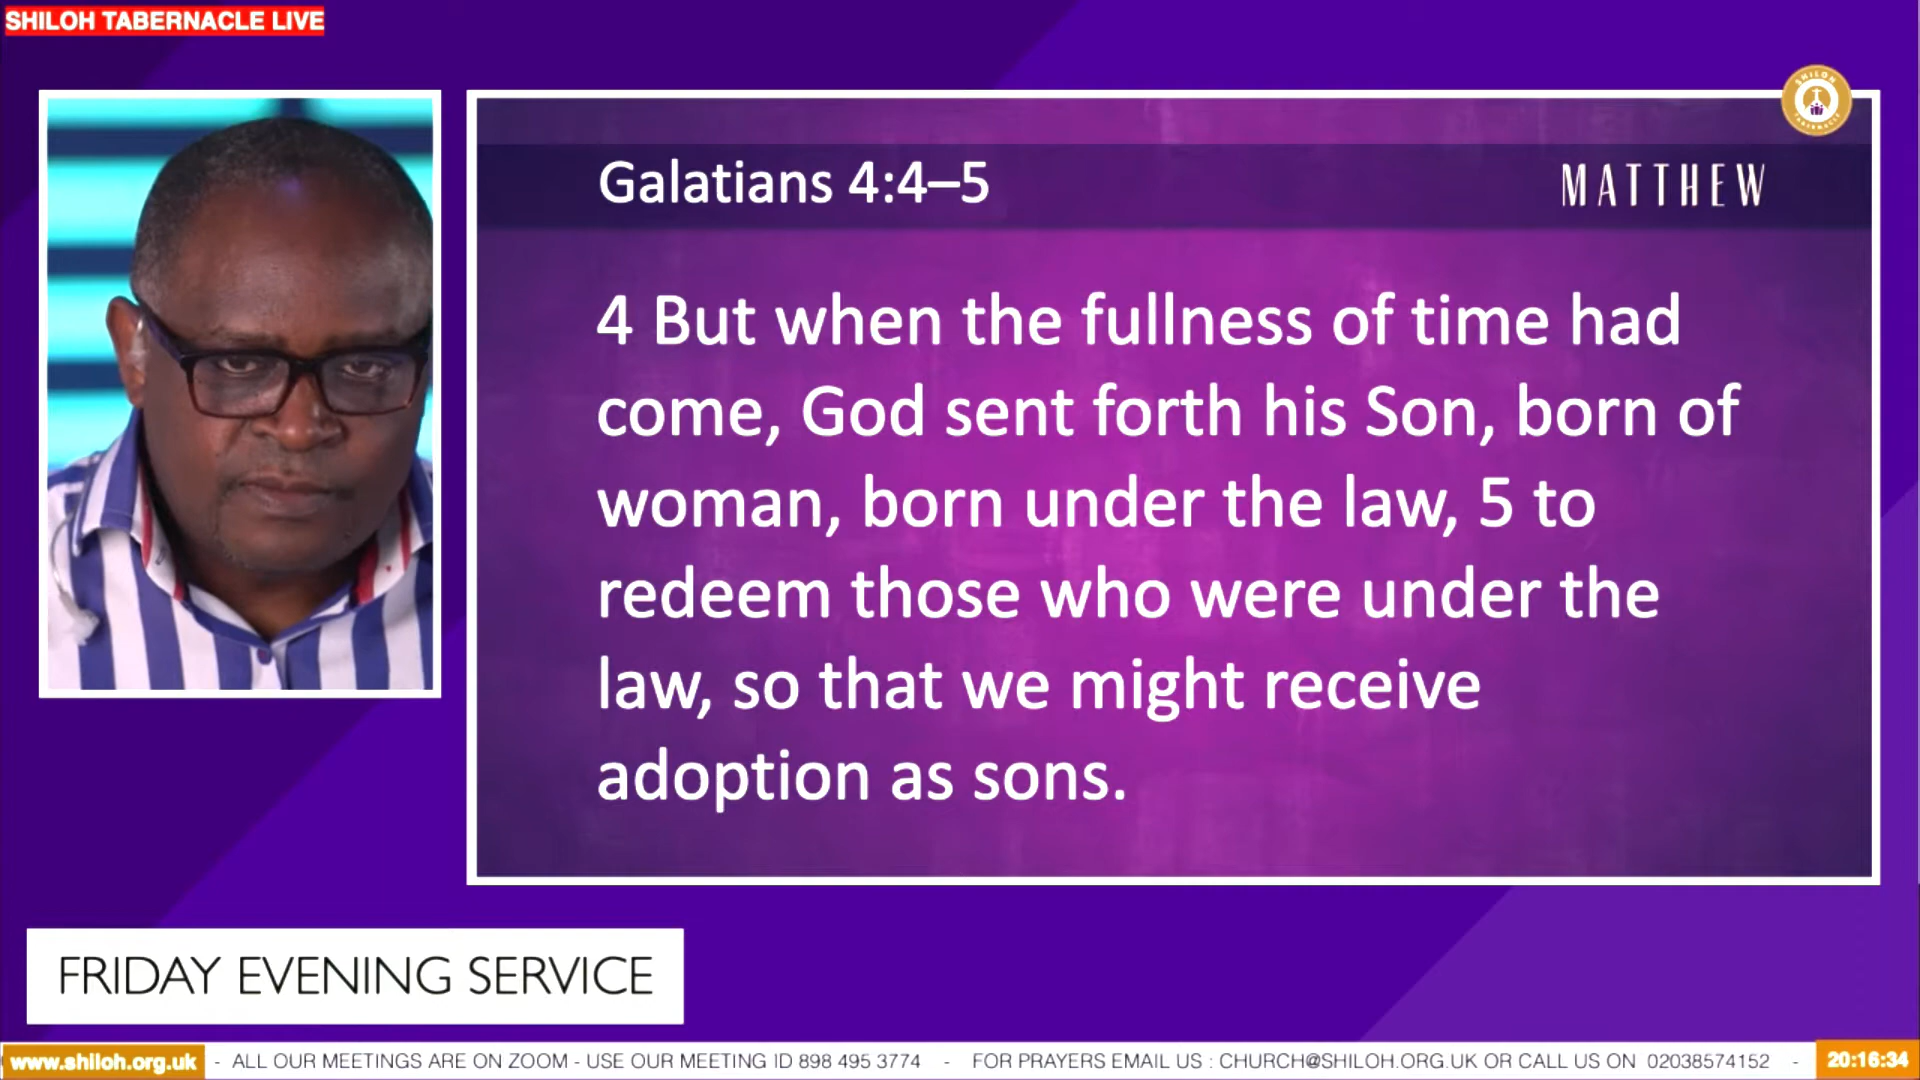 SHILOH TABERNACLE LIVE
SHILOH
TABERNACLE
Galatians 4:4–5
MATTHEW
4 But when the fullness of time had
come, God sent forth his Son, born of
woman, born under the law, 5 to
redeem those who were under the
law, so that we might receive
adoption as sons.
FRIDAY EVENING SERVICE
www.shiloh.org.uk - ALL OUR MEETINGS ARE ON ZOOM - USE OUR MEETING ID 898 495 3774 - FOR PRAYERS EMAIL US : CHURCH@SHILOH.ORG.UK OR CALL US ON 02038574152 - 20:16:34